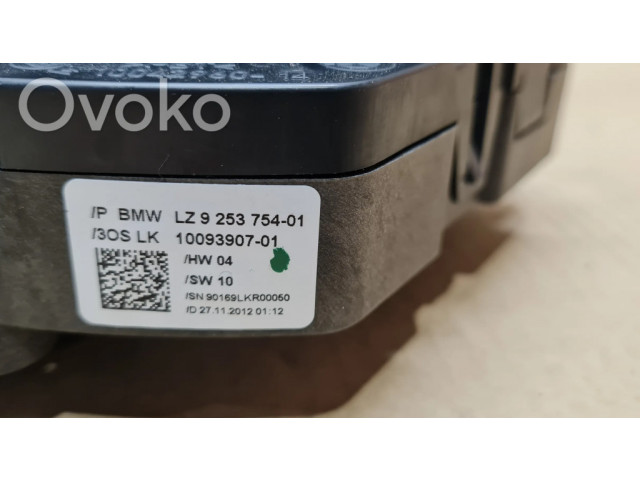 Ovoko
/P BMW LZ 9 253 754-01
/3OS LK 10093907-01
/HW 04
/SW 10
/SN 90169LKR00050
/D 27.11.2012 01:12